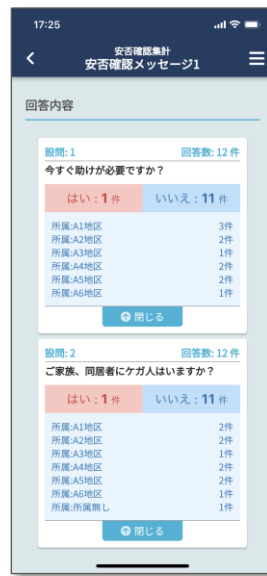 17:25
安否確認集計
安否確認メッセージ1
回答内容
設問: 1 回答数: 12 件
今すぐ助けが必要ですか？
はい : 1 件 いいえ : 11 件
所属:A1地区 3件
所属:A2地区 2件
所属:A3地区 1件
所属:A4地区 2件
所属:A5地区 2件
所属:A6地区 1件
閉じる
設問: 2 回答数: 12 件
ご家族、同居者にケガ人はいますか？
はい : 1 件 いいえ : 11 件
所属:A1地区 2件
所属:A2地区 2件
所属:A3地区 1件
所属:A4地区 2件
所属:A5地区 2件
所属:A6地区 1件
所属:所属無し 1件
閉じる